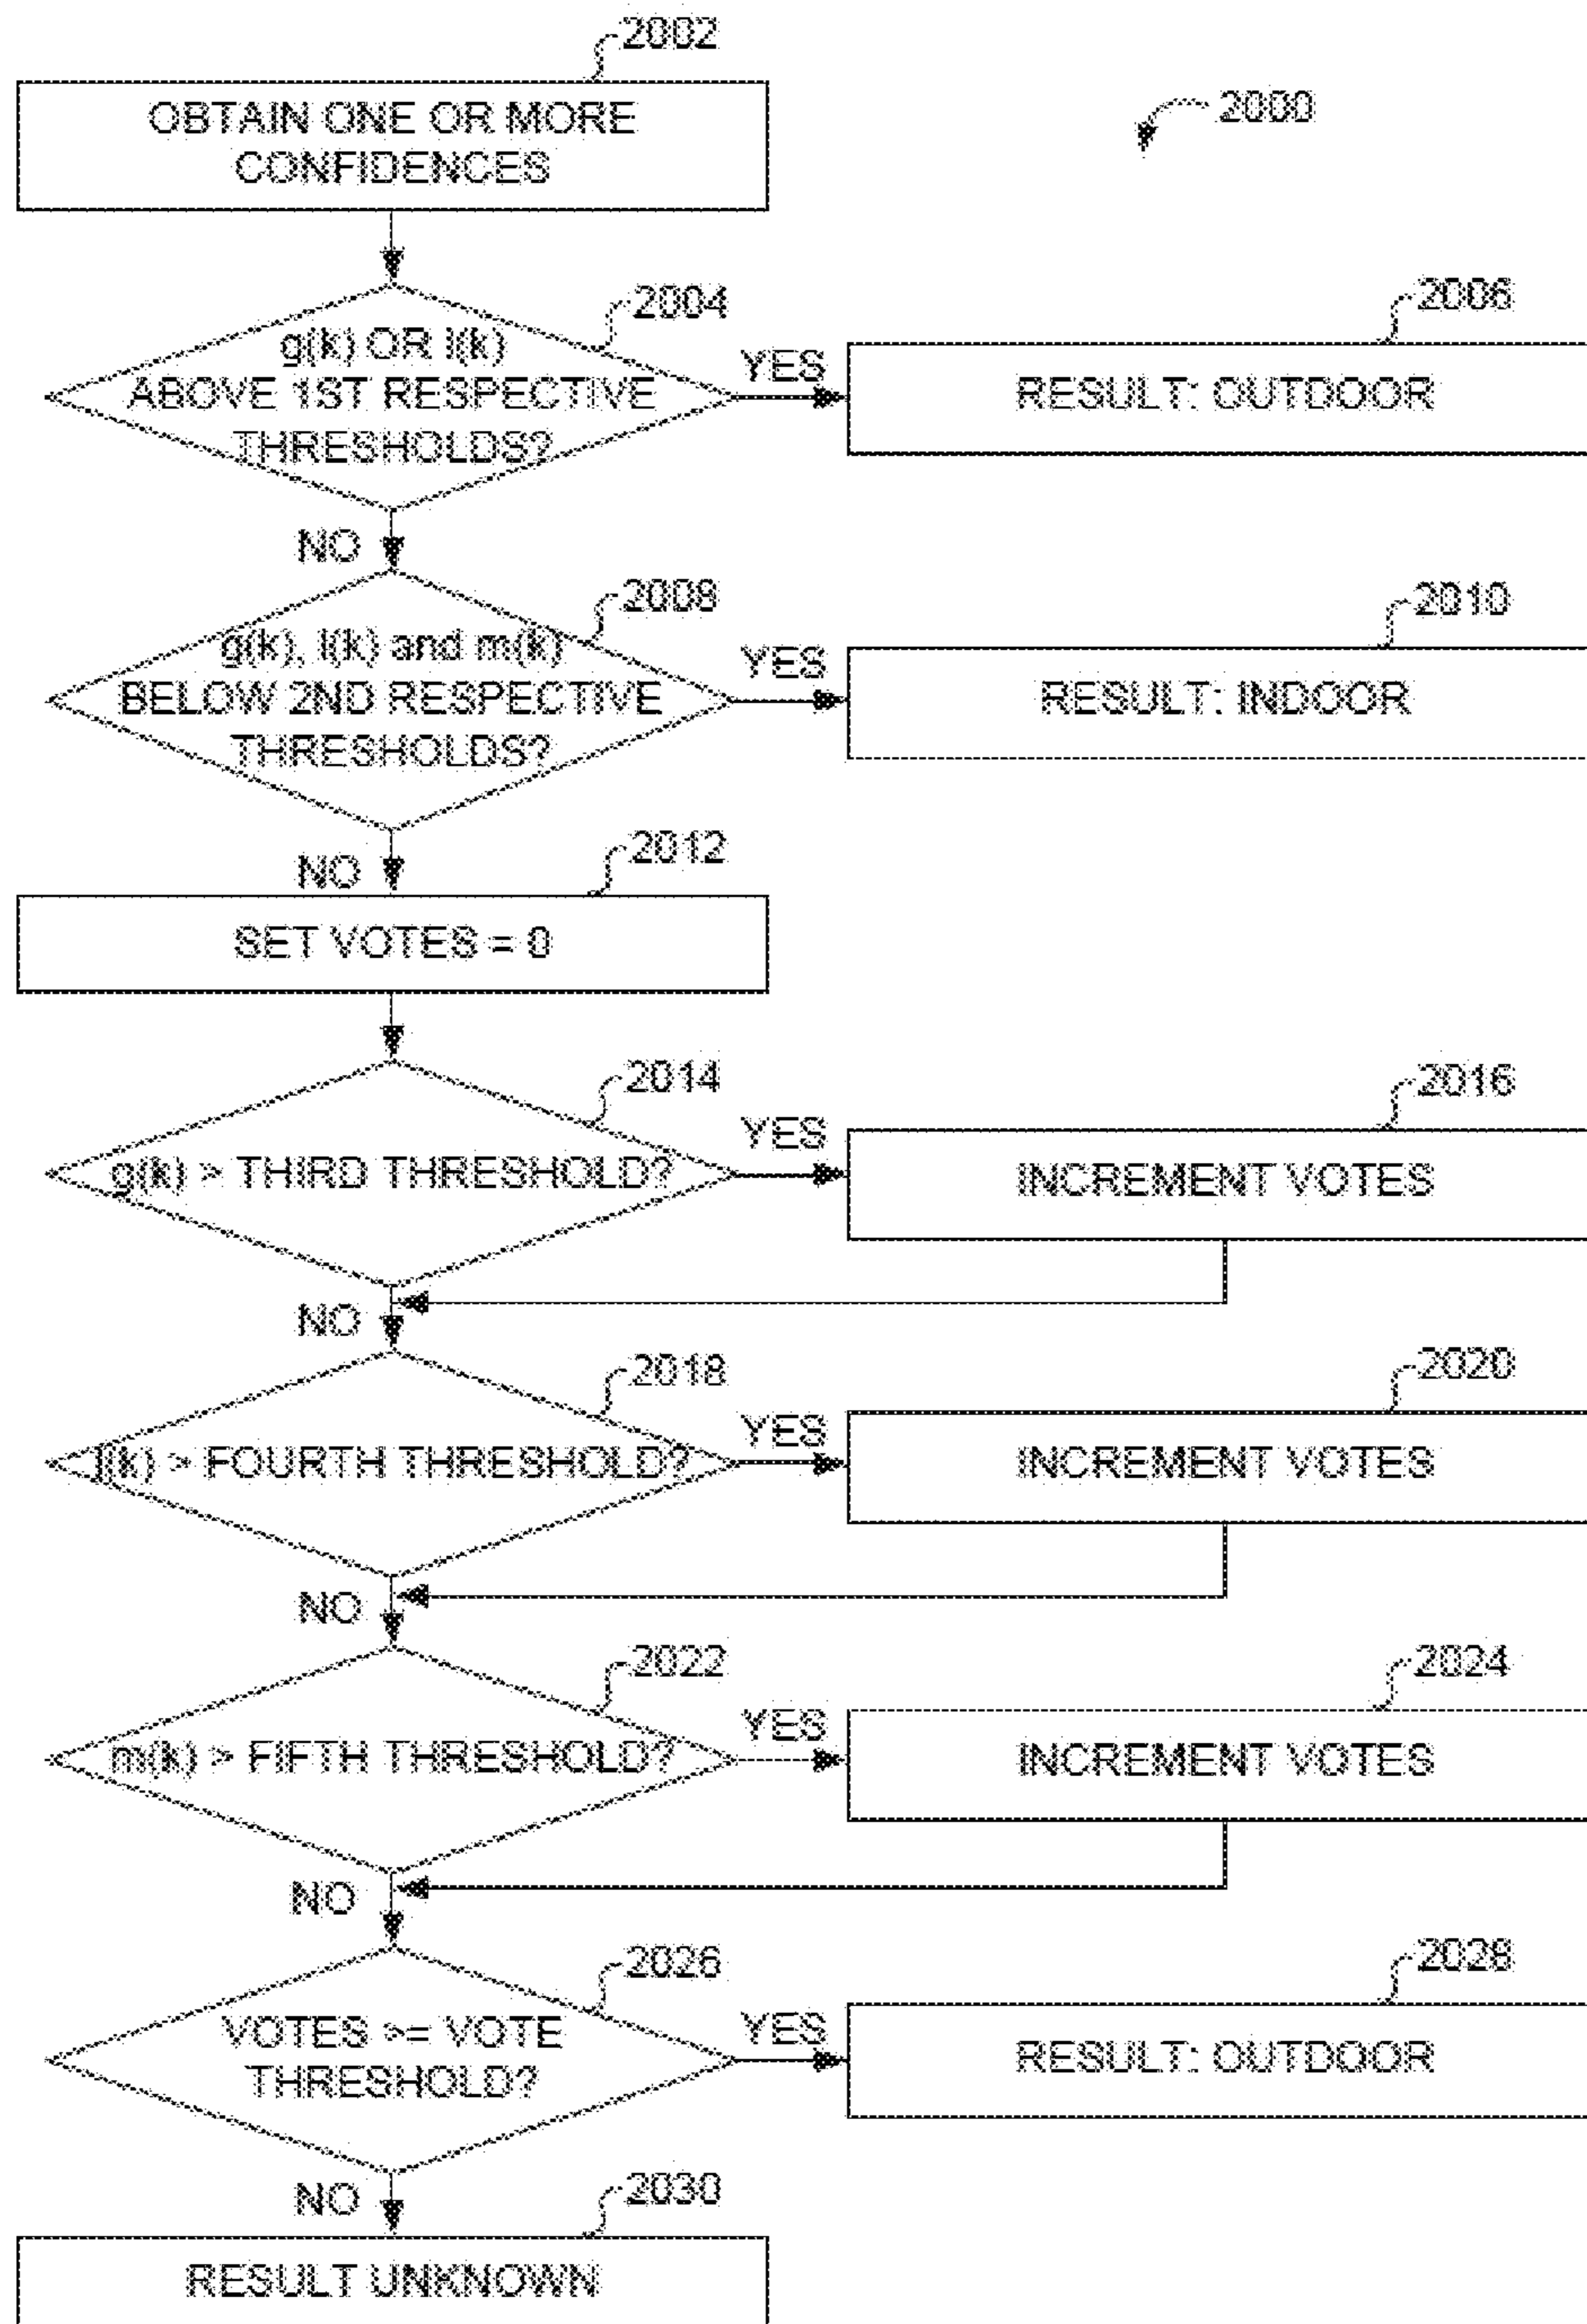 2002
OBTAIN ONE OR MORE
CONFIDENCES
2000
2004
g(k) OR l(k)
ABOVE 1ST RESPECTIVE
THRESHOLDS?
YES
2006
RESULT: OUTDOOR
NO
2008
g(k), l(k) and m(k)
BELOW 2ND RESPECTIVE
THRESHOLDS?
YES
2010
RESULT: INDOOR
NO
2012
SET VOTES = 0
2014
g(k) > THIRD THRESHOLD?
YES
2016
INCREMENT VOTES
NO
2018
l(k) > FOURTH THRESHOLD?
YES
2020
INCREMENT VOTES
NO
2022
m(k) > FIFTH THRESHOLD?
YES
2024
INCREMENT VOTES
NO
2026
VOTES >= VOTE
THRESHOLD?
YES
2028
RESULT: OUTDOOR
NO
2030
RESULT UNKNOWN